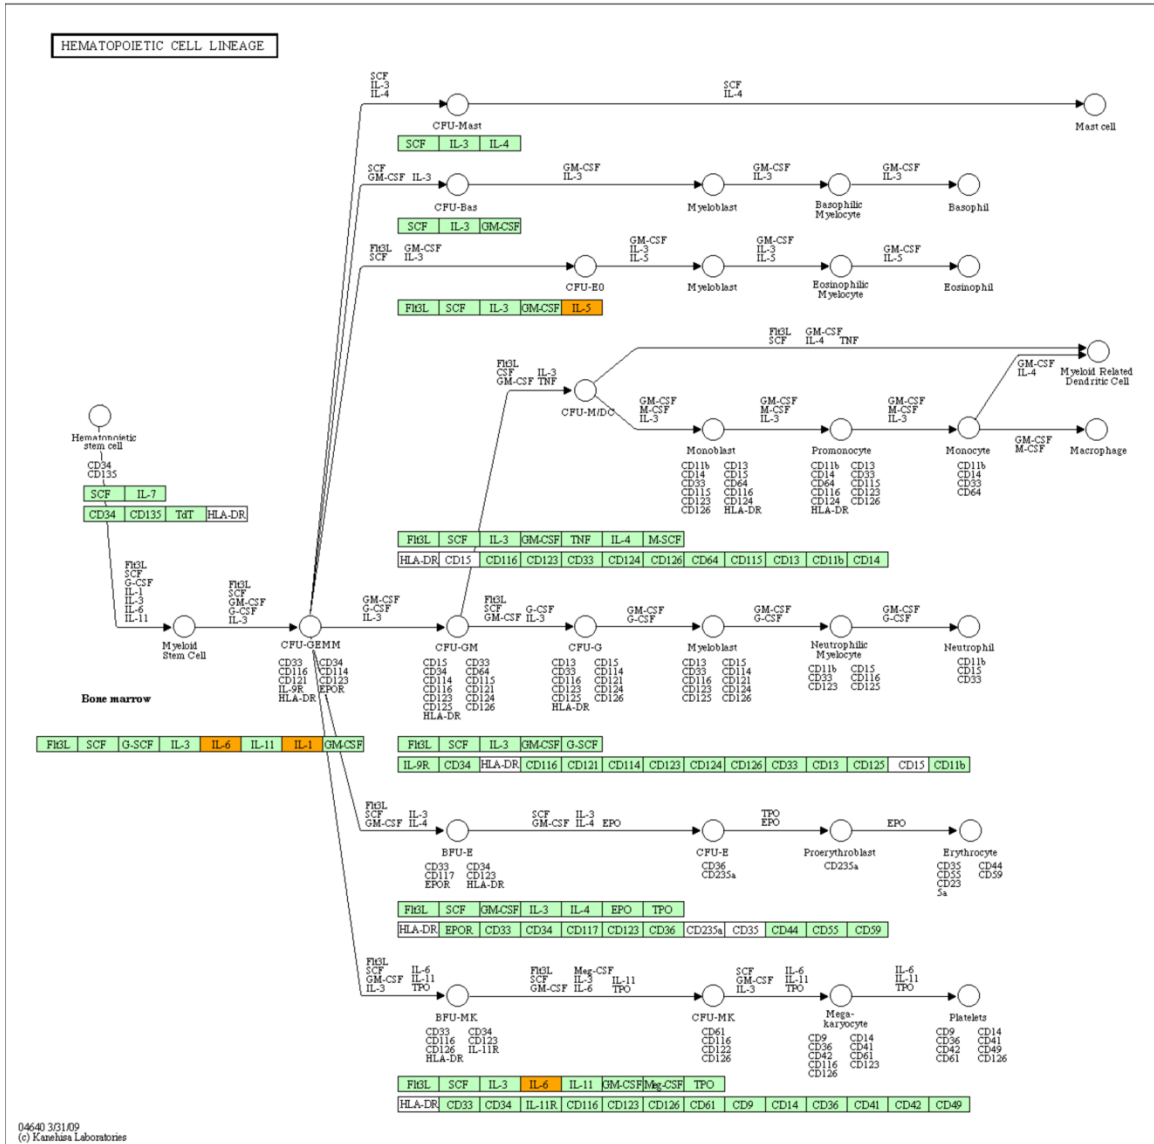 HEMATOPOIETIC CELL LINEAGE
SCF
IL-3
IL-4
CFU-Mast
SCF
IL-4
Mast cell
SCF IL-3 IL-4
SCF
GM-CSF IL-3
CFU-Bas
GM-CSF
IL-3
Myeloblast
GM-CSF
IL-3
Basophilic
Myelocyte
GM-CSF
IL-3
Basophil
SCF IL-3 GM-CSF
Flt3L GM-CSF
SCF IL-3
CFU-E0
GM-CSF
IL-3
IL-5
Myeloblast
GM-CSF
IL-3
IL-5
Eosinophilic
Myelocyte
GM-CSF
IL-5
Eosinophil
Flt3L SCF IL-3 GM-CSF IL-5
Flt3L
CSF IL-3
GM-CSF TNF
CFU-M/DC
Flt3L GM-CSF
SCF IL-4 TNF
GM-CSF
IL-4
Myeloid Related
Dendritic Cell
GM-CSF
M-CSF
IL-3
Monoblast
CD11b CD13
CD14 CD15
CD33 CD64
CD115 CD116
CD123 CD124
CD126 HLA-DR
GM-CSF
M-CSF
IL-3
Promonocyte
CD11b CD13
CD14 CD33
CD64 CD115
CD116 CD123
CD124 CD126
HLA-DR
GM-CSF
M-CSF
IL-3
Monocyte
CD11b
CD14
CD33
CD64
GM-CSF
M-CSF
Macrophage
Hematopoietic
stem cell
CD34
CD135
SCF IL-7
CD34 CD135 TdT HLA-DR
Flt3L SCF IL-3 GM-CSF TNF IL-4 M-SCF
HLA-DR CD15 CD116 CD123 CD33 CD124 CD126 CD64 CD115 CD13 CD11b CD14
Flt3L
SCF
G-CSF
IL-1
IL-3
IL-6
IL-11
Myeloid
Stem Cell
Flt3L
SCF
GM-CSF
G-CSF
IL-3
CFU-GEMM
CD33 CD34
CD116 CD114
CD121 CD123
IL-9R EPOR
HLA-DR
GM-CSF
G-CSF
IL-3
CFU-GM
CD15 CD33
CD34 CD64
CD114 CD115
CD116 CD121
CD123 CD124
CD125 CD126
HLA-DR
Flt3L
SCF G-CSF
GM-CSF IL-3
CFU-G
CD13 CD15
CD33 CD114
CD116 CD121
CD123 CD124
CD125 CD126
HLA-DR
GM-CSF
G-CSF
Myeloblast
CD13 CD15
CD33 CD114
CD116 CD121
CD123 CD124
CD125 CD126
GM-CSF
G-CSF
Neutrophilic
Myelocyte
CD11b CD15
CD33 CD116
CD123 CD125
GM-CSF
G-CSF
Neutrophil
CD11b
CD15
CD33
Bone marrow
Flt3L SCF G-SCF IL-3 IL-6 IL-11 IL-1 GM-CSF
Flt3L SCF IL-3 GM-CSF G-SCF
IL-9R CD34 HLA-DR CD116 CD121 CD114 CD123 CD124 CD126 CD33 CD13 CD125 CD15 CD11b
Flt3L
SCF IL-3
GM-CSF IL-4
BFU-E
CD33 CD34
CD117 CD123
EPOR HLA-DR
SCF IL-3
GM-CSF IL-4 EPO
CFU-E
CD36
CD235a
TPO
EPO
Proerythroblast
CD235a
EPO
Erythrocyte
CD35 CD44
CD55 CD59
CD23
5a
Flt3L SCF GM-CSF IL-3 IL-4 EPO TPO
HLA-DR EPOR CD33 CD34 CD117 CD123 CD36 CD235a CD35 CD44 CD55 CD59
Flt3L
SCF IL-6
GM-CSF IL-11
IL-3 TPO
BFU-MK
CD33 CD34
CD116 CD123
CD126 IL-11R
HLA-DR
Flt3L Meg-CSF
SCF IL-3 IL-11
GM-CSF IL-6 TPO
CFU-MK
CD61
CD116
CD122
CD126
SCF IL-6
GM-CSF IL-11
IL-3 TPO
Mega-
karyocyte
CD9 CD14
CD36 CD41
CD42 CD61
CD116 CD123
CD126
IL-6
IL-11
TPO
Platelets
CD9 CD14
CD36 CD41
CD42 CD49
CD61 CD126
Flt3L SCF IL-3 IL-6 IL-11 GM-CSF Meg-CSF TPO
HLA-DR CD33 CD34 IL-11R CD116 CD123 CD126 CD61 CD9 CD14 CD36 CD41 CD42 CD49
04640 3/31/09
(c) Kanehisa Laboratories